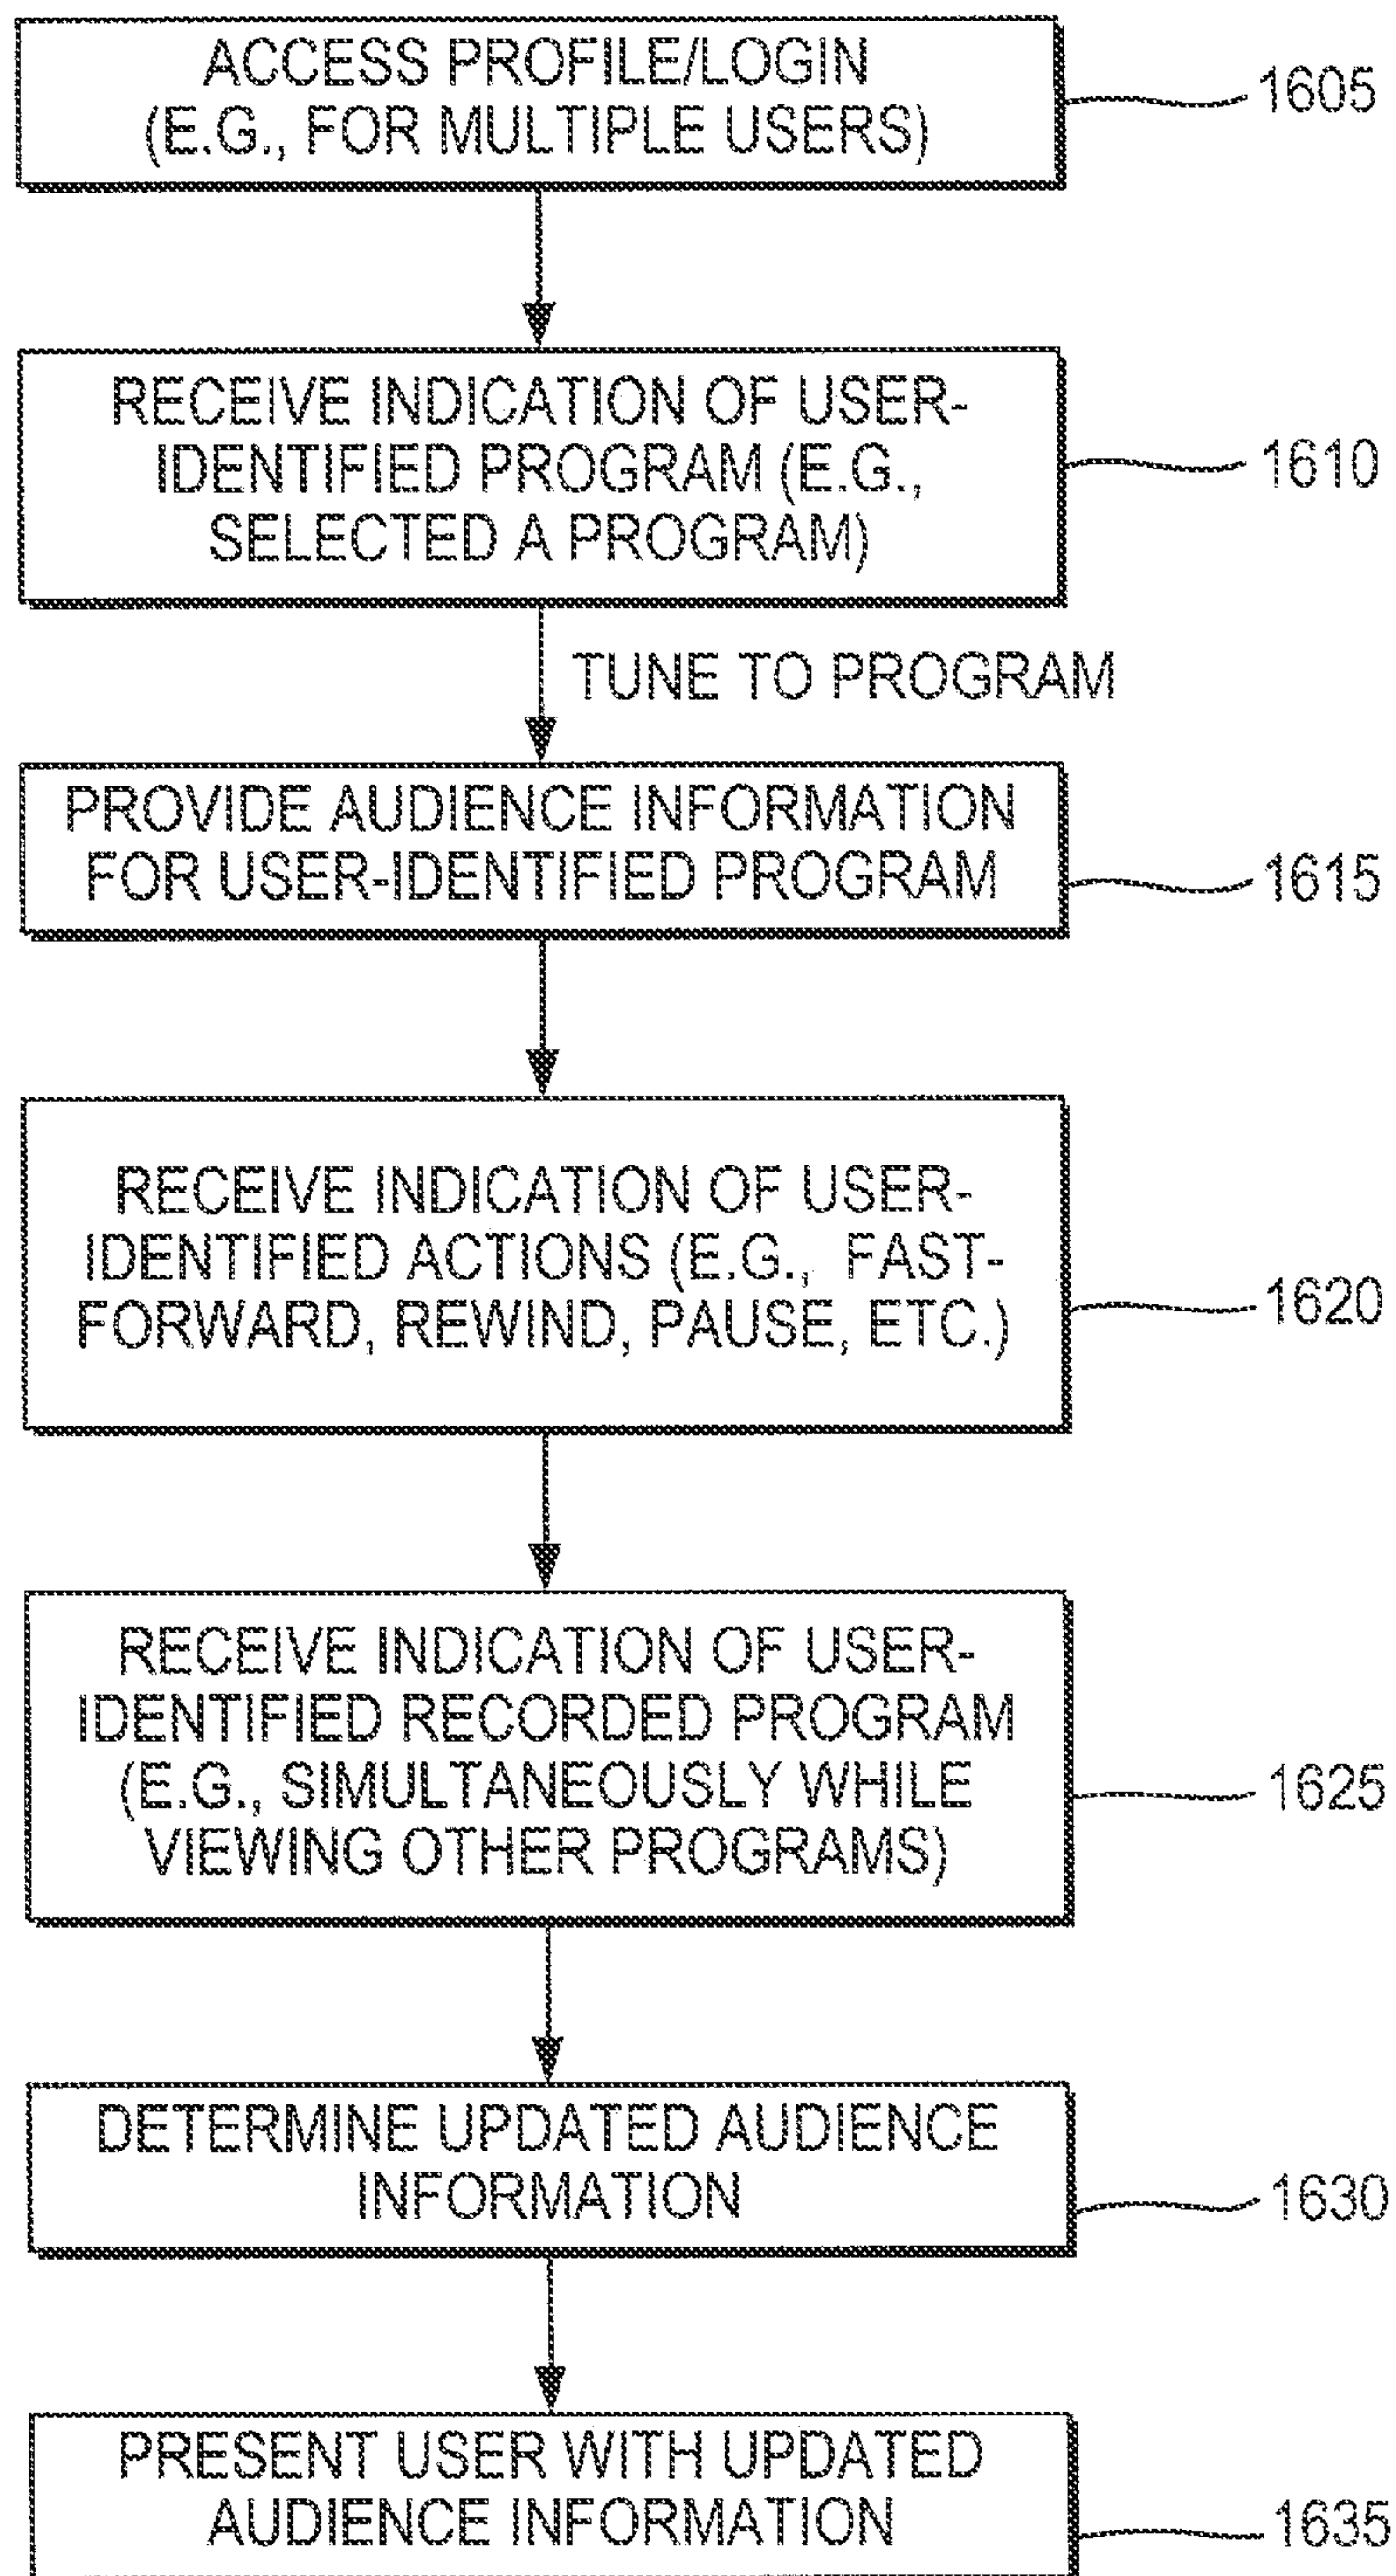 ACCESS PROFILE/LOGIN
(E.G., FOR MULTIPLE USERS)
1605
RECEIVE INDICATION OF USER-
IDENTIFIED PROGRAM (E.G.,
SELECTED A PROGRAM)
1610
TUNE TO PROGRAM
PROVIDE AUDIENCE INFORMATION
FOR USER-IDENTIFIED PROGRAM
1615
RECEIVE INDICATION OF USER-
IDENTIFIED ACTIONS (E.G., FAST-
FORWARD, REWIND, PAUSE, ETC.)
1620
RECEIVE INDICATION OF USER-
IDENTIFIED RECORDED PROGRAM
(E.G., SIMULTANEOUSLY WHILE
VIEWING OTHER PROGRAMS)
1625
DETERMINE UPDATED AUDIENCE
INFORMATION
1630
PRESENT USER WITH UPDATED
AUDIENCE INFORMATION
1635